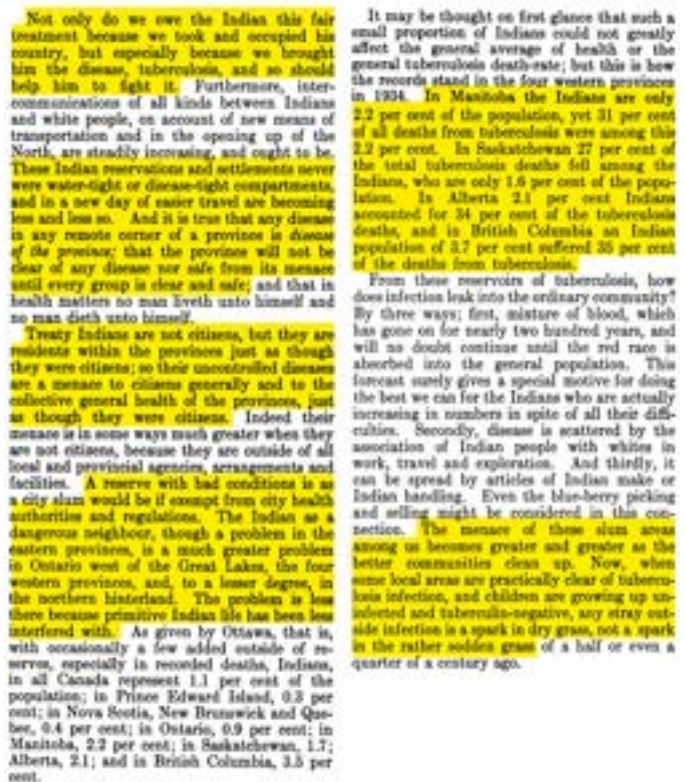 Not only do we owe the Indian this fair
treatment because we took and occupied his
country, but especially because we brought
him the disease, tuberculosis, and so should
help him to fight it. Furthermore, inter-
communications of all kinds between Indians
and white people, on account of new means of
transportation and in the opening up of the
North, are steadily increasing, and ought to be.
These Indian reservations and settlements never
were water-tight or disease-tight compartments,
and in a new day of easier travel are becoming
less and less so. And it is true that any disease
in any remote corner of a province is disease
of the province; that the province will not be
clear of any disease nor safe from its menace
until every group is clear and safe; and that in
health matters no man liveth unto himself and
no man dieth unto himself.
Treaty Indians are not citizens, but they are
residents within the provinces just as though
they were citizens; so their uncontrolled diseases
are a menace to citizens generally and to the
collective general health of the provinces, just
as though they were citizens. Indeed their
menace is in some ways much greater when they
are not citizens, because they are outside of all
local and provincial agencies, arrangements and
facilities. A reserve with bad conditions is as
a city slum would be if exempt from city health
authorities and regulations. The Indian as a
dangerous neighbour, though a problem in the
eastern provinces, is a much greater problem
in Ontario west of the Great Lakes, the four
western provinces, and, to a lesser degree, in
the northern hinterland. The problem is less
there because primitive Indian life has been less
interfered with. As given by Ottawa, that is,
with occasionally a few added outside of re-
serves, especially in recorded deaths, Indians,
in all Canada represent 1.1 per cent of the
population; in Prince Edward Island, 0.3 per
cent; in Nova Scotia, New Brunswick and Que-
bec, 0.4 per cent; in Ontario, 0.9 per cent; in
Manitoba, 2.2 per cent; in Saskatchewan, 1.7;
Alberta, 2.1; and in British Columbia, 3.5 per
cent.
It may be thought on first glance that such a
small proportion of Indians could not greatly
affect the general average of health or the
general tuberculosis death-rate; but this is how
the records stand in the four western provinces
in 1934. In Manitoba the Indians are only
2.2 per cent of the population, yet 31 per cent
of all deaths from tuberculosis were among this
2.2 per cent. In Saskatchewan 27 per cent of
the total tuberculosis deaths fell among the
Indians, who are only 1.6 per cent of the popu-
lation. In Alberta 2.1 per cent Indians
accounted for 34 per cent of the tuberculosis
deaths, and in British Columbia an Indian
population of 3.7 per cent suffered 35 per cent
of the deaths from tuberculosis.
From these reservoirs of tuberculosis, how
does infection leak into the ordinary community?
By three ways; first, mixture of blood, which
has gone on for nearly two hundred years, and
will no doubt continue until the red race is
absorbed into the general population. This
forecast surely gives a special motive for doing
the best we can for the Indians who are actually
increasing in numbers in spite of all their diffi-
culties. Secondly, disease is scattered by the
association of Indian people with whites in
work, travel and exploration. And thirdly, it
can be spread by articles of Indian make or
Indian handling. Even the blue-berry picking
and selling might be considered in this con-
nection. The menace of these slum areas
among us becomes greater and greater as the
better communities clean up. Now, when
some local areas are practically clear of tubercu-
losis infection, and children are growing up un-
infected and tuberculin-negative, any stray out-
side infection is a spark in dry grass, not a spark
in the rather sodden grass of a half or even a
quarter of a century ago.